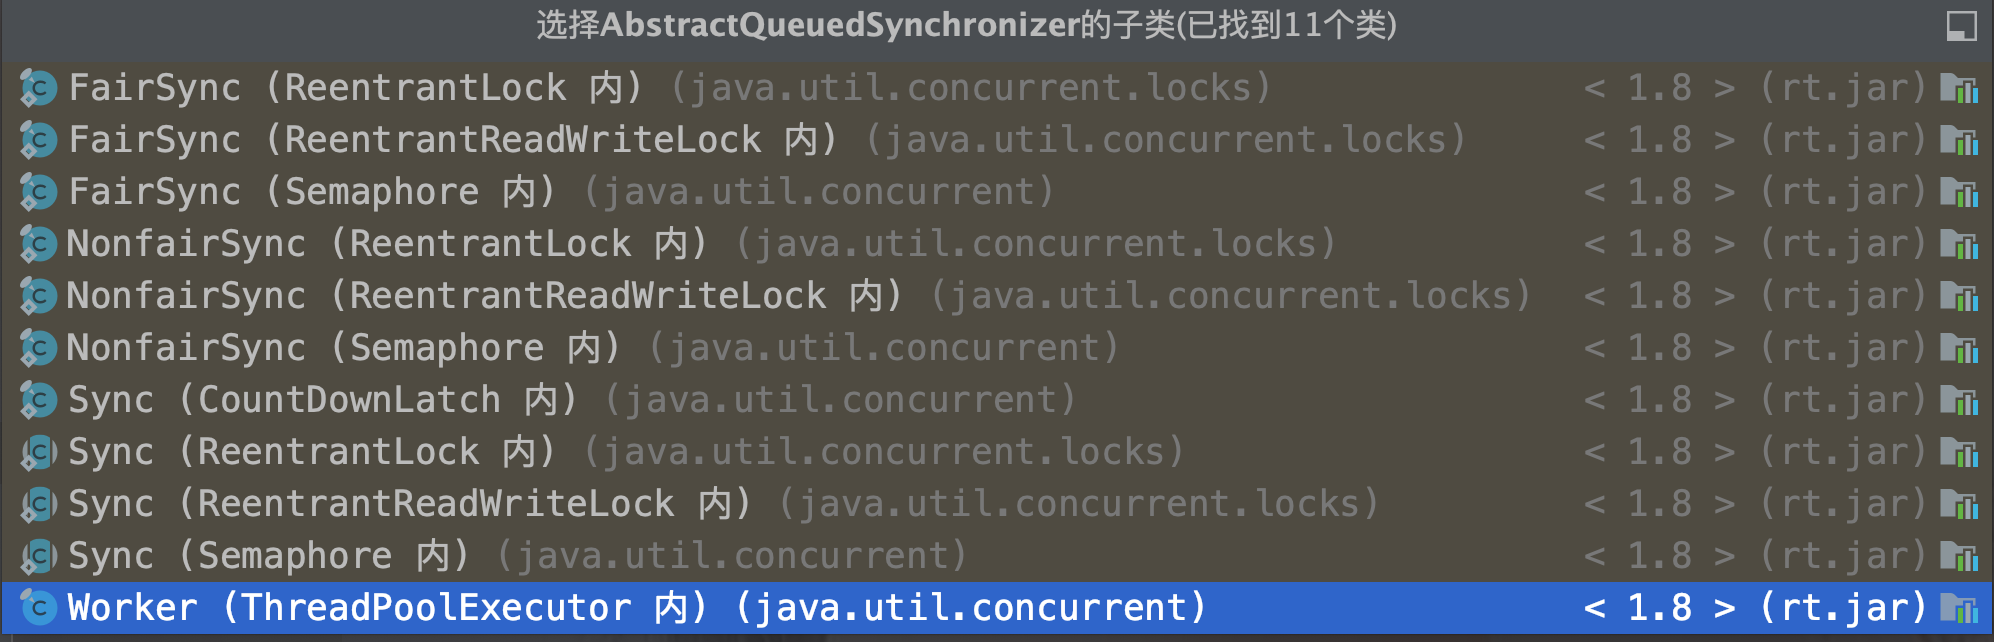 选择AbstractQueuedSynchronizer的子类(已找到11个类)
FairSync (ReentrantLock 内) (java.util.concurrent.locks) < 1.8 > (rt.jar)
FairSync (ReentrantReadWriteLock 内) (java.util.concurrent.locks) < 1.8 > (rt.jar)
FairSync (Semaphore 内) (java.util.concurrent) < 1.8 > (rt.jar)
NonfairSync (ReentrantLock 内) (java.util.concurrent.locks) < 1.8 > (rt.jar)
NonfairSync (ReentrantReadWriteLock 内) (java.util.concurrent.locks) < 1.8 > (rt.jar)
NonfairSync (Semaphore 内) (java.util.concurrent) < 1.8 > (rt.jar)
Sync (CountDownLatch 内) (java.util.concurrent) < 1.8 > (rt.jar)
Sync (ReentrantLock 内) (java.util.concurrent.locks) < 1.8 > (rt.jar)
Sync (ReentrantReadWriteLock 内) (java.util.concurrent.locks) < 1.8 > (rt.jar)
Sync (Semaphore 内) (java.util.concurrent) < 1.8 > (rt.jar)
Worker (ThreadPoolExecutor 内) (java.util.concurrent) < 1.8 > (rt.jar)